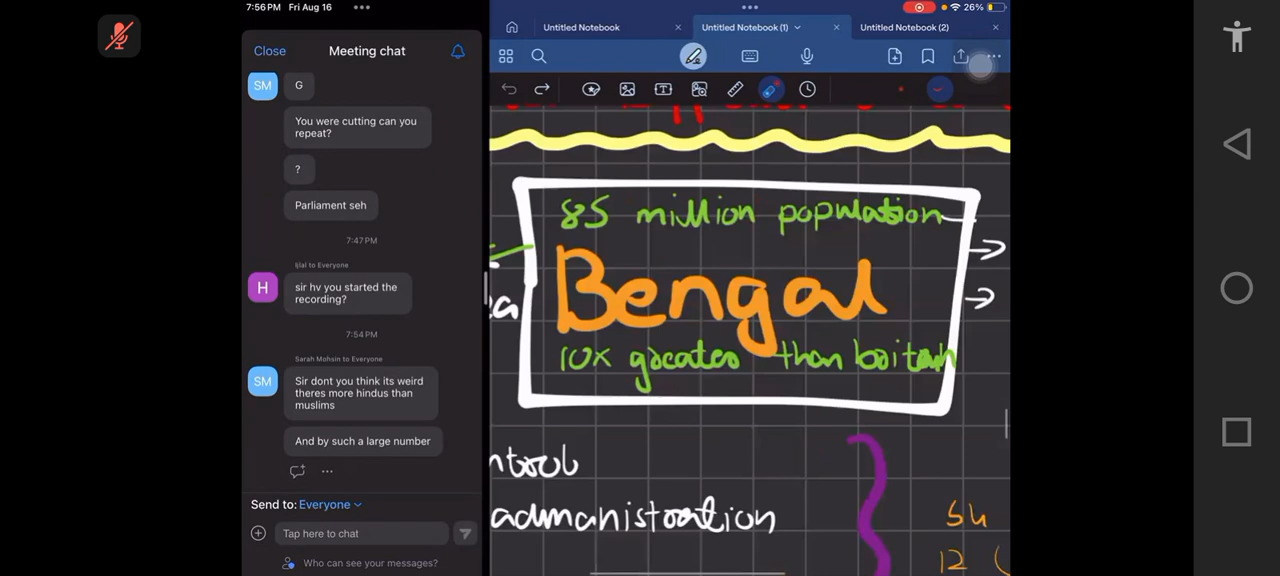 7:56 PM Fri Aug 16
26%
Close
Meeting chat
SM
G
You were cutting can you
repeat?
?
Parliament seh
7:47 PM
Ijlal to Everyone
H
sir hv you started the
recording?
7:54 PM
Sarah Mohsin to Everyone
SM
Sir dont you think its weird
theres more hindus than
muslims
And by such a large number
Send to: Everyone
Tap here to chat
Who can see your messages?
Untitled Notebook
Untitled Notebook (1)
Untitled Notebook (2)
85 million population
Bengal
10x greater than britan
ntrol
admanistration
54
12 (